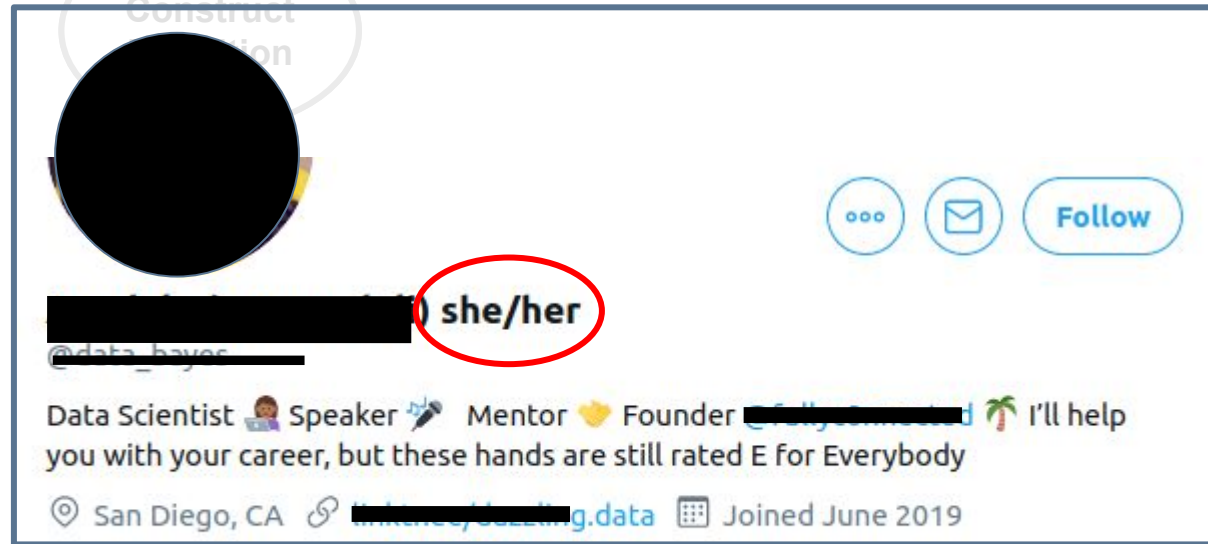 Construct
Follow
she/her
Data Scientist 👩🏾‍💻 Speaker 🎤 Mentor 🤝 Founder 🌴 I’ll help
you with your career, but these hands are still rated E for Everybody
San Diego, CA g.data Joined June 2019